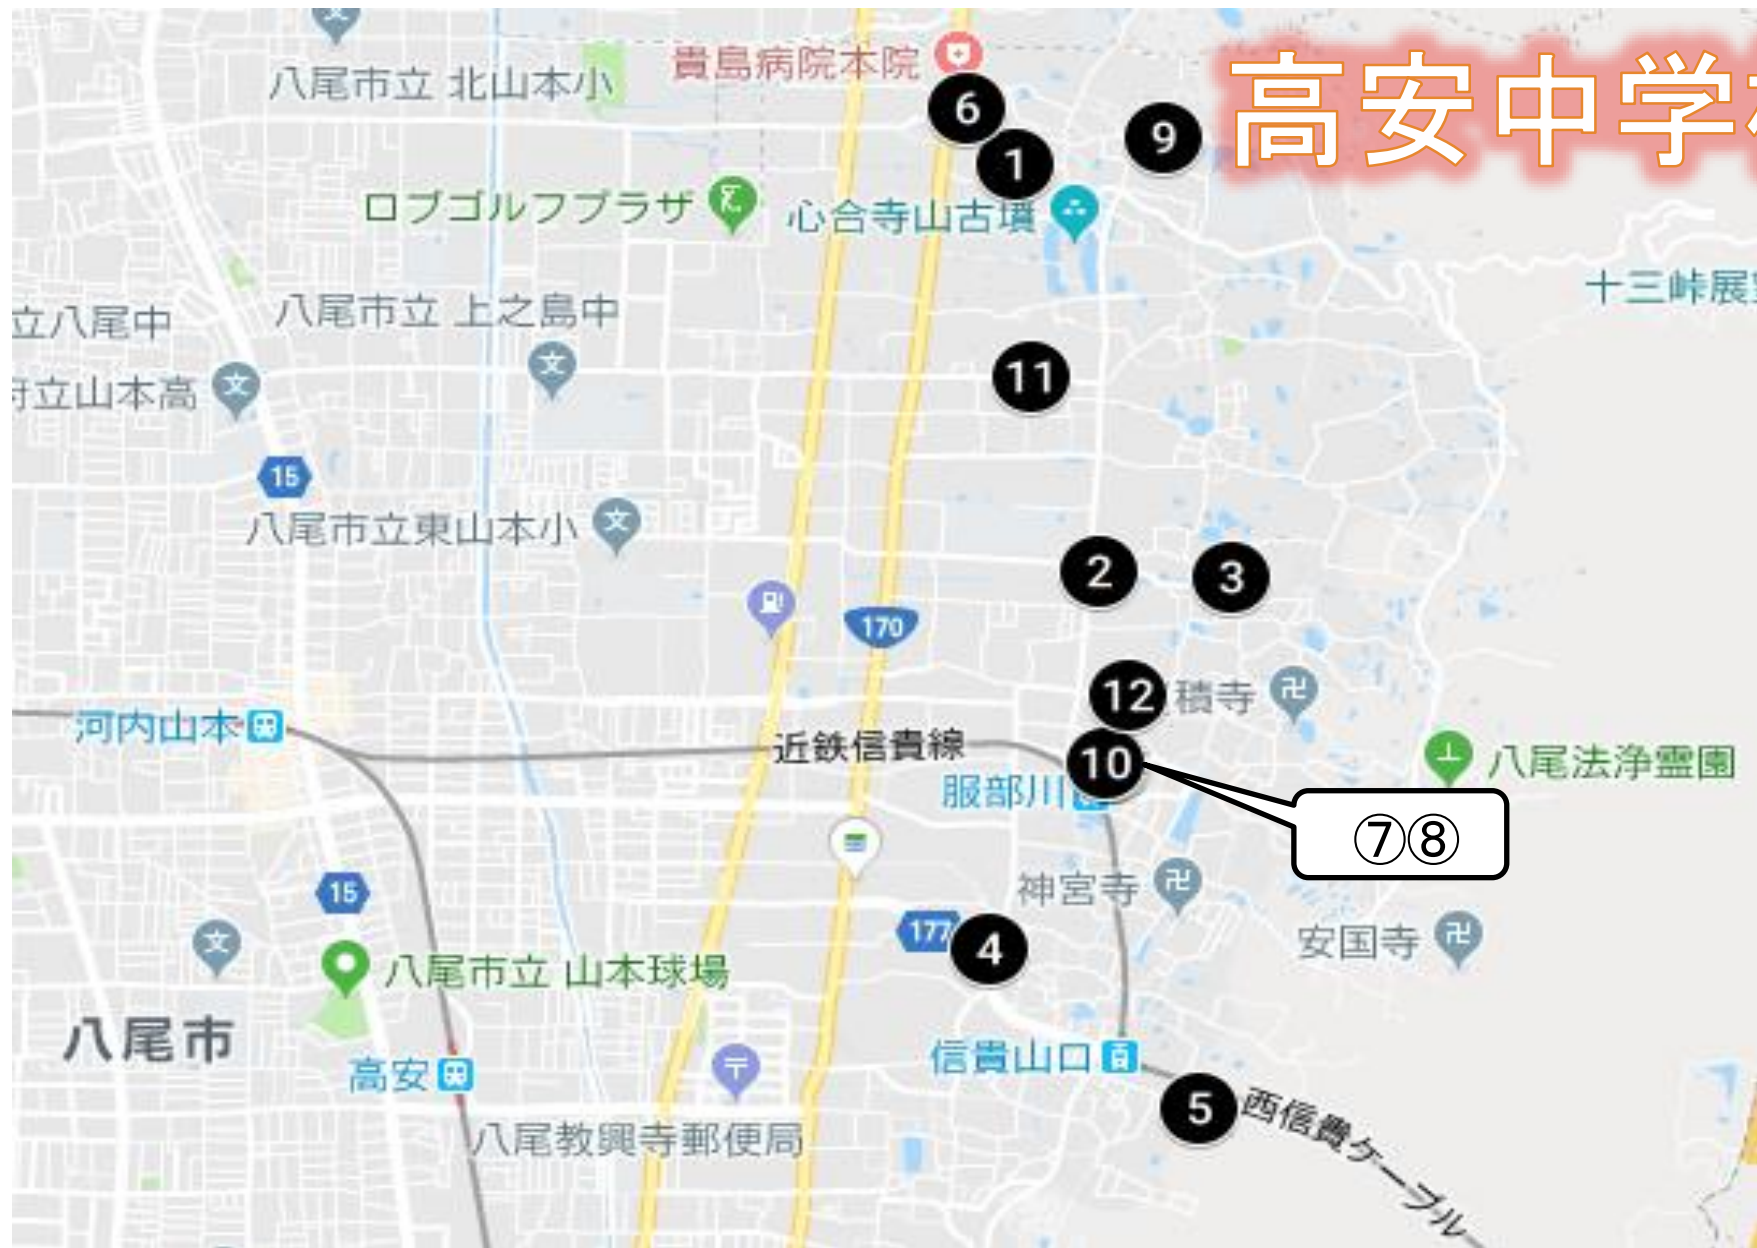 高安中学
八尾市立 北山本小
貴島病院本院
6
9
1
ロブゴルフプラザ
心合寺山古墳
十三峠展
八尾市立 上之島中
立八尾中
立山本高
文
文
11
15
八尾市立東山本小
文
2
3
170
12
積寺
卍
河内山本
近鉄信貴線
10
服部川
八尾法浄霊園
⑦⑧
15
神宮寺
卍
177
4
文
安国寺
卍
八尾市立 山本球場
八尾市
信貴山口
高安
〒
5
西信貴ケーブル
八尾教興寺郵便局